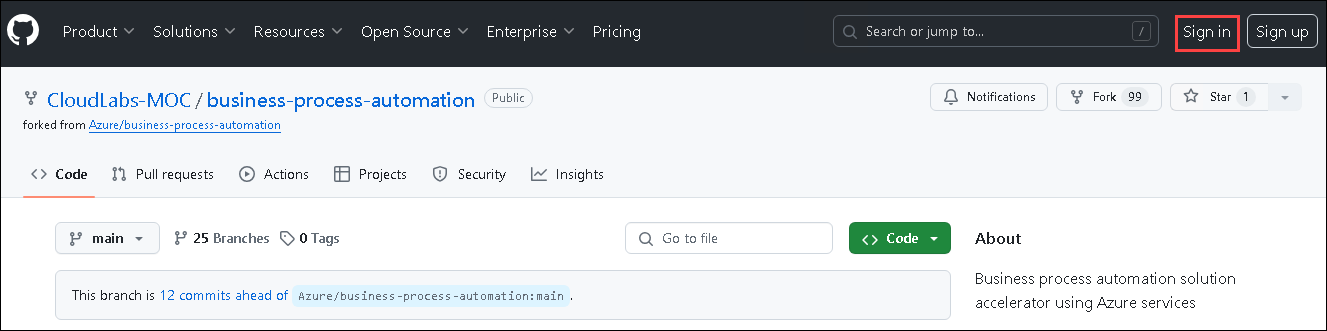 Product Solutions Resources Open Source Enterprise Pricing Search or jump to... / Sign in Sign up
CloudLabs-MOC / business-process-automation Public Notifications Fork 99 Star 1
forked from Azure/business-process-automation
Code Pull requests Actions Projects Security Insights
main 25 Branches 0 Tags Go to file Code About
This branch is 12 commits ahead of Azure/business-process-automation:main.
Business process automation solution
accelerator using Azure services